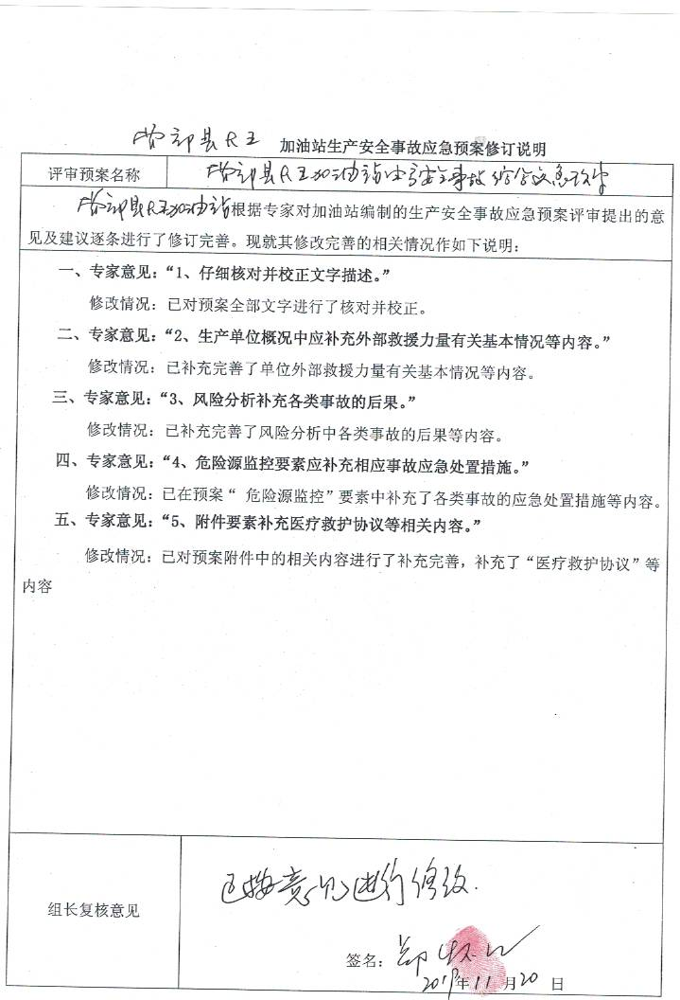 部县 加油站生产安全事故应急预案修订说明
评审预案名称 部县 加油站生产安全事故综合应急预案
部县 加油站根据专家对加油站编制的生产安全事故应急预案评审提出的意
见及建议逐条进行了修订完善。现就其修改完善的相关情况作如下说明：
一、专家意见：“1、仔细核对并校正文字描述。”
修改情况：已对预案全部文字进行了核对并校正。
二、专家意见：“2、生产单位概况中应补充外部救援力量有关基本情况等内容。”
修改情况：已补充完善了单位外部救援力量有关基本情况等内容。
三、专家意见：“3、风险分析补充各类事故的后果。”
修改情况：已补充完善了风险分析中各类事故的后果等内容。
四、专家意见：“4、危险源监控要素应补充相应事故应急处置措施。”
修改情况：已在预案“ 危险源监控”要素中补充了各类事故的应急处置措施等内容。
五、专家意见：“5、附件要素补充医疗救护协议等相关内容。”
修改情况：已对预案附件中的相关内容进行了补充完善，补充了“医疗救护协议”等
内容
组长复核意见
已按意见进行修改.
签名：
2019年11月20日